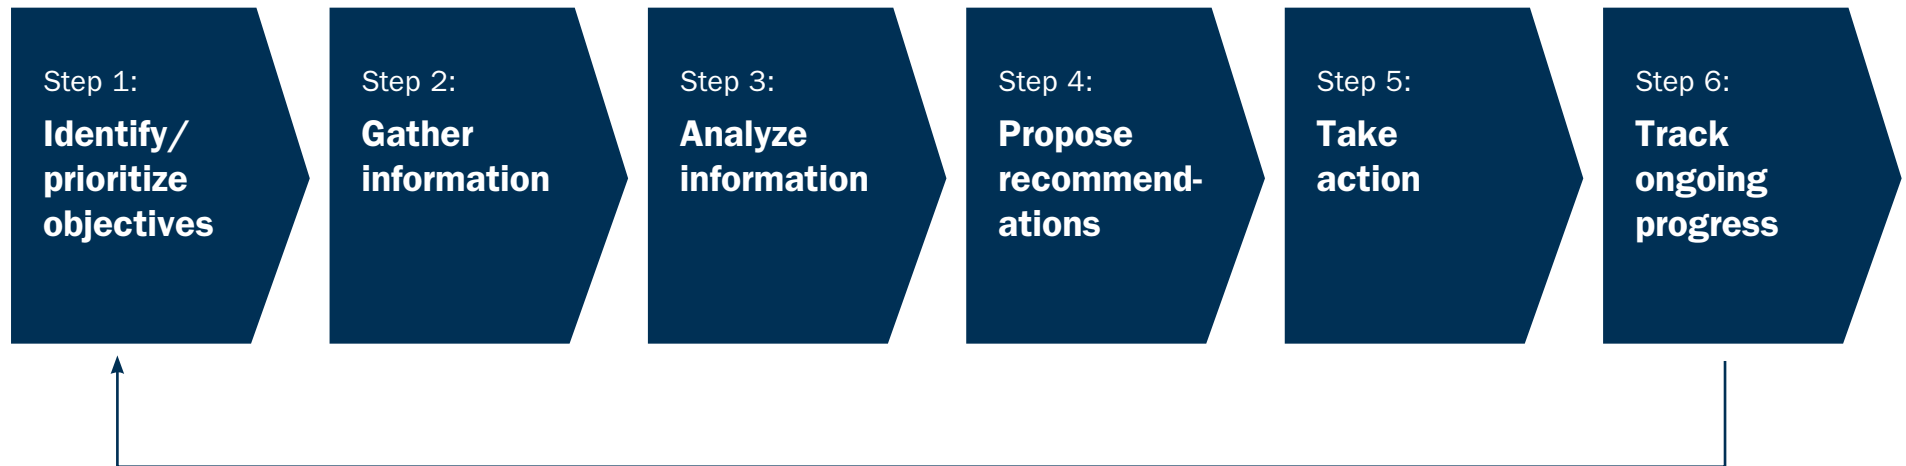 Step 1:
Identify/
prioritize
objectives
Step 2:
Gather
information
Step 3:
Analyze
information
Step 4:
Propose
recommend-
ations
Step 5:
Take
action
Step 6:
Track
ongoing
progress